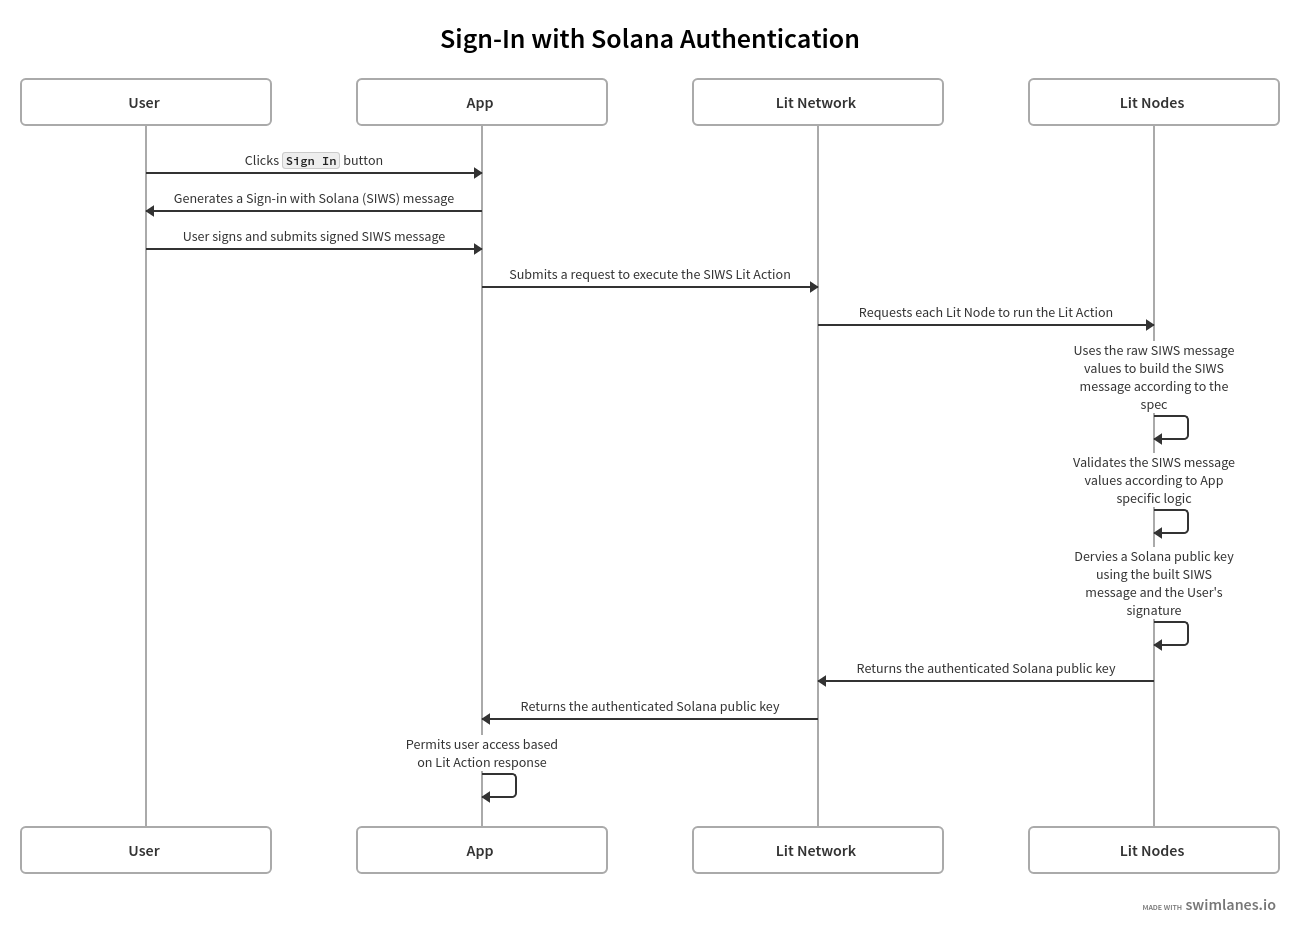 Sign-In with Solana Authentication
User
App
Lit Network
Lit Nodes
Clicks Sign In button
Generates a Sign-in with Solana (SIWS) message
User signs and submits signed SIWS message
Submits a request to execute the SIWS Lit Action
Requests each Lit Node to run the Lit Action
Uses the raw SIWS message
values to build the SIWS
message according to the
spec
Validates the SIWS message
values according to App
specific logic
Dervies a Solana public key
using the built SIWS
message and the User's
signature
Returns the authenticated Solana public key
Returns the authenticated Solana public key
Permits user access based
on Lit Action response
User
App
Lit Network
Lit Nodes
MADE WITH swimlanes.io